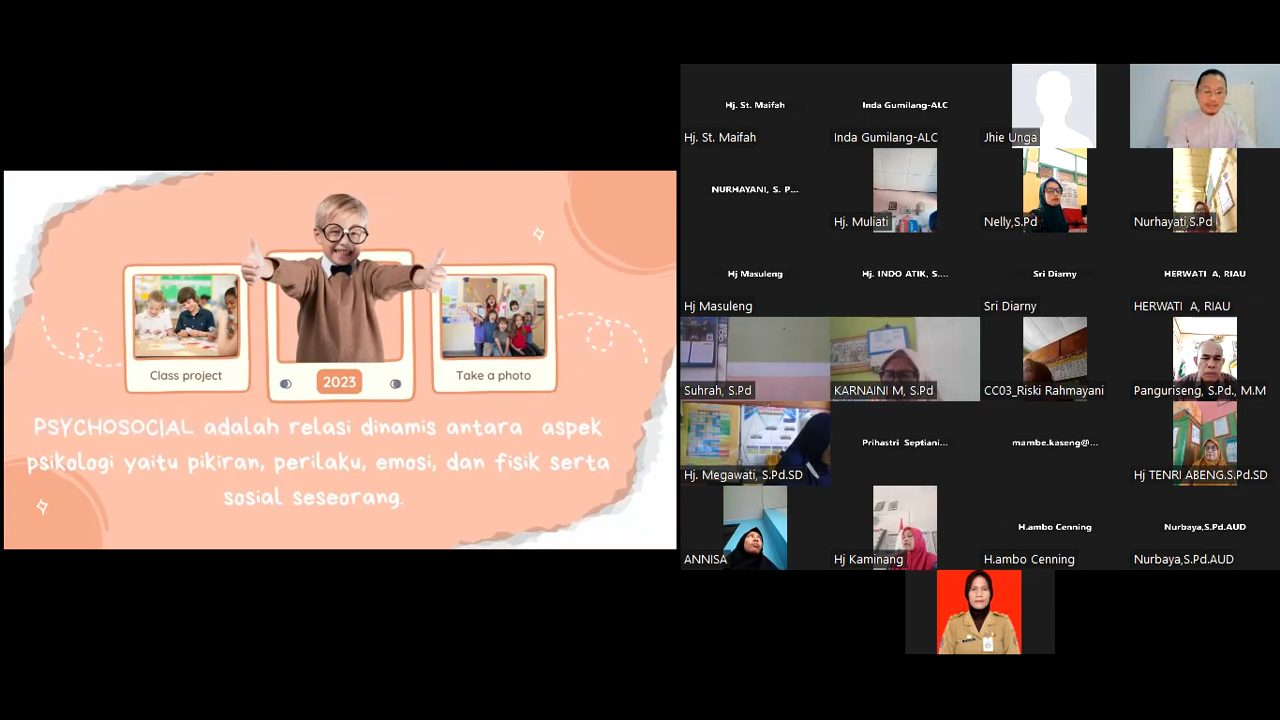 Class project
2023
Take a photo
PSYCHOSOCIAL adalah relasi dinamis antara aspek
psikologi yaitu pikiran, perilaku, emosi, dan fisik serta
sosial seseorang.
Hj. St. Maifah
Hj. St. Maifah
Inda Gumilang-ALC
Inda Gumilang-ALC
Jhie Unga
NURHAYANI, S. P...
Hj. Muliati
Nelly,S.Pd
Nurhayati,S.Pd
Hj Masuleng
Hj Masuleng
Hj. INDO ATIK, S....
Sri Diarny
Sri Diarny
HERWATI A, RIAU
HERWATI A, RIAU
Suhrah, S.Pd
KARNAINI M, S.Pd
CC03_Riski Rahmayani
Panguriseng, S.Pd., M.M
Hj. Megawati, S.Pd.SD
Prihastri Septiani...
mambe.kaseng@...
Hj TENRI ABENG.S.Pd.SD
ANNISA
Hj Kaminang
H.ambo Cenning
H.ambo Cenning
Nurbaya,S.Pd.AUD
Nurbaya,S.Pd.AUD